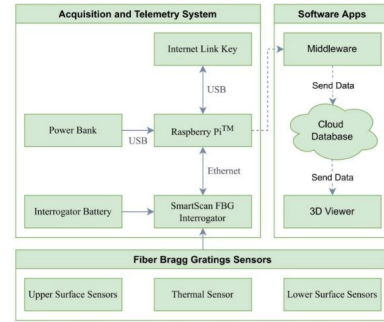 Acquisition and Telemetry System
Software Apps
Internet Link Key
Middleware
USB
Send Data
Power Bank
USB
Raspberry Pi™
Cloud
Database
Ethernet
Send Data
Interrogator Battery
SmartScan FBG
Interrogator
3D Viewer
Fiber Bragg Gratings Sensors
Upper Surface Sensors
Thermal Sensor
Lower Surface Sensors